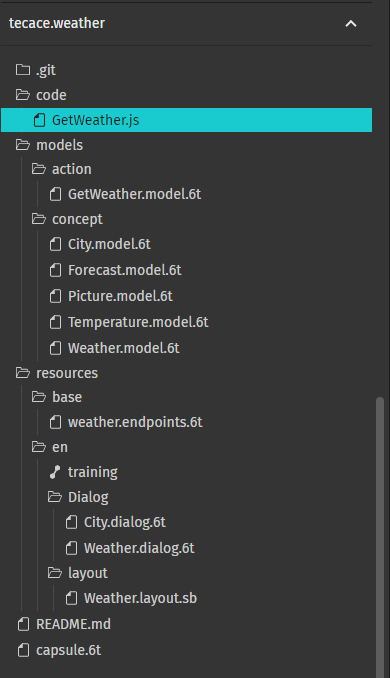 tecace.weather
.git
code
GetWeather.js
models
action
GetWeather.model.6t
concept
City.model.6t
Forecast.model.6t
Picture.model.6t
Temperature.model.6t
Weather.model.6t
resources
base
weather.endpoints.6t
en
training
Dialog
City.dialog.6t
Weather.dialog.6t
layout
Weather.layout.sb
README.md
capsule.6t